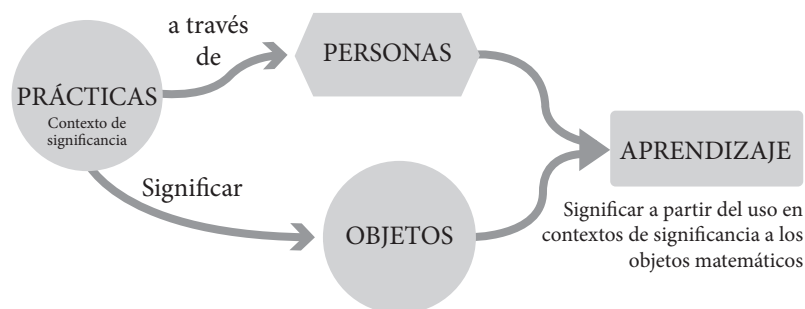 a través
de
PERSONAS
PRÁCTICAS
Contexto de
significancia
APRENDIZAJE
Significar
Significar a partir del uso en
contextos de significancia a los
objetos matemáticos
OBJETOS